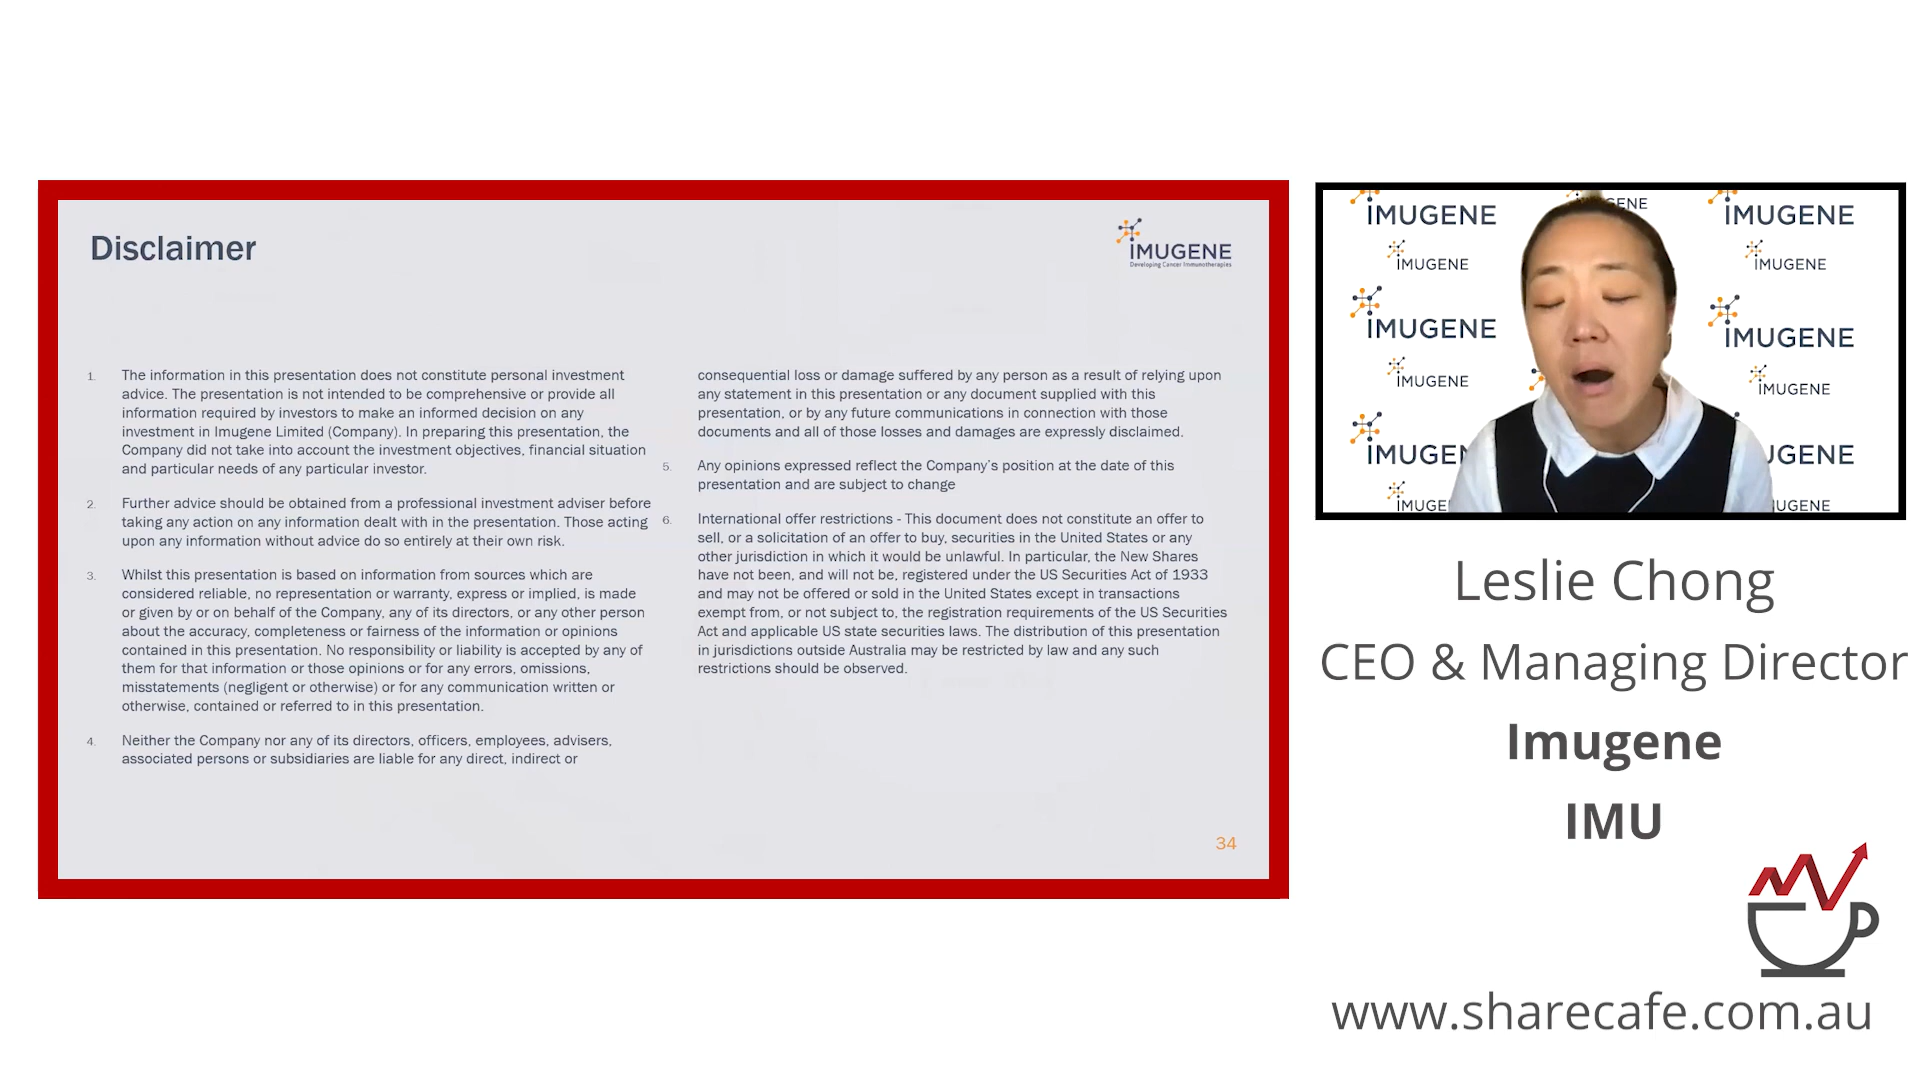 Disclaimer
IMUGENE
Developing Cancer Immunotherapies
1. The information in this presentation does not constitute personal investment
advice. The presentation is not intended to be comprehensive or provide all
information required by investors to make an informed decision on any
investment in Imugene Limited (Company). In preparing this presentation, the
Company did not take into account the investment objectives, financial situation
and particular needs of any particular investor.
2. Further advice should be obtained from a professional investment adviser before
taking any action on any information dealt with in the presentation. Those acting
upon any information without advice do so entirely at their own risk.
3. Whilst this presentation is based on information from sources which are
considered reliable, no representation or warranty, express or implied, is made
or given by or on behalf of the Company, any of its directors, or any other person
about the accuracy, completeness or fairness of the information or opinions
contained in this presentation. No responsibility or liability is accepted by any of
them for that information or those opinions or for any errors, omissions,
misstatements (negligent or otherwise) or for any communication written or
otherwise, contained or referred to in this presentation.
4. Neither the Company nor any of its directors, officers, employees, advisers,
associated persons or subsidiaries are liable for any direct, indirect or
consequential loss or damage suffered by any person as a result of relying upon
any statement in this presentation or any document supplied with this
presentation, or by any future communications in connection with those
documents and all of those losses and damages are expressly disclaimed.
5. Any opinions expressed reflect the Company's position at the date of this
presentation and are subject to change
6. International offer restrictions - This document does not constitute an offer to
sell, or a solicitation of an offer to buy, securities in the United States or any
other jurisdiction in which it would be unlawful. In particular, the New Shares
have not been, and will not be, registered under the US Securities Act of 1933
and may not be offered or sold in the United States except in transactions
exempt from, or not subject to, the registration requirements of the US Securities
Act and applicable US state securities laws. The distribution of this presentation
in jurisdictions outside Australia may be restricted by law and any such
restrictions should be observed.
34
IMUGENE
GENE
IMUGENE
IMUGENE
IMUGENE
IMUGENE
IMUGENE
IMUGENE
IMUGENE
IMUGEN
UGENE
IMUGE
UGENE
Leslie Chong
CEO & Managing Director
Imugene
IMU
www.sharecafe.com.au